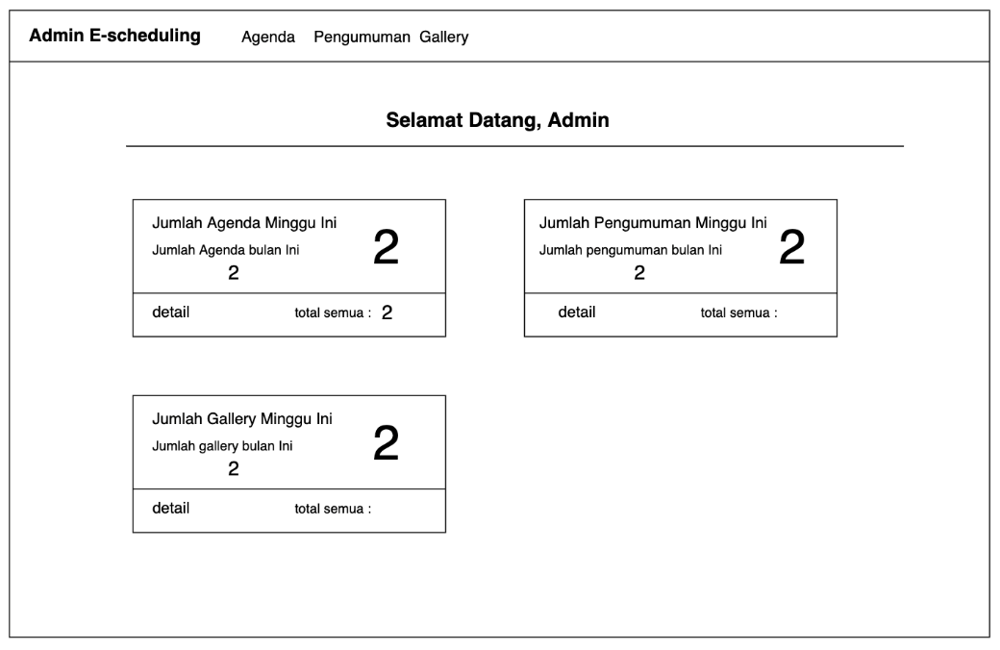 Admin E-scheduling Agenda Pengumuman Gallery
Selamat Datang, Admin
Jumlah Agenda Minggu Ini
2
Jumlah Agenda bulan Ini
2
detail total semua : 2
Jumlah Pengumuman Minggu Ini
2
Jumlah pengumuman bulan Ini
2
detail total semua :
Jumlah Gallery Minggu Ini
2
Jumlah gallery bulan Ini
2
detail total semua :